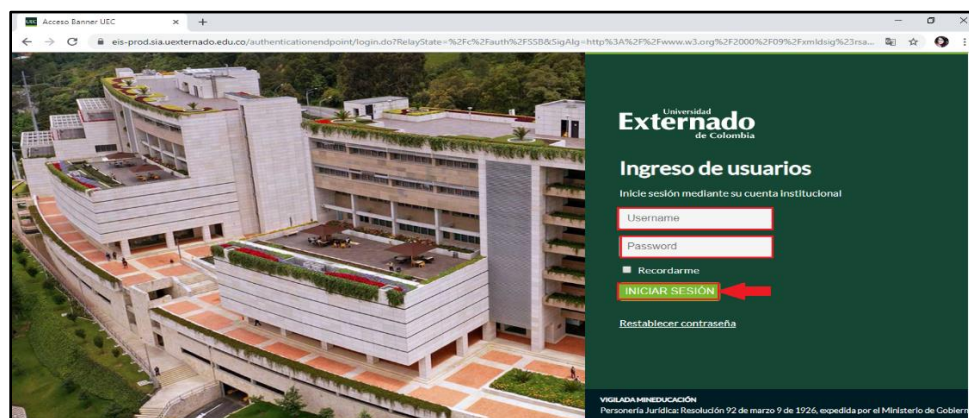 UEC Acceso Banner UEC
eis-prod.sia.uexternado.edu.co/authenticationendpoint/login.do?RelayState=%2Fc%2Fauth%2FSSB&SigAlg=http%3A%2F%2Fwww.w3.org%2F2000%2F09%2Fxmldsig%23rsa...
Universidad
Externado
de Colombia
Ingreso de usuarios
Inicie sesión mediante su cuenta institucional
Username
Password
Recordarme
INICIAR SESIÓN
Restablecer contraseña
VIGILADA MINEDUCACIÓN
Personería Jurídica: Resolución 92 de marzo 9 de 1926, expedida por el Ministerio de Gobiern